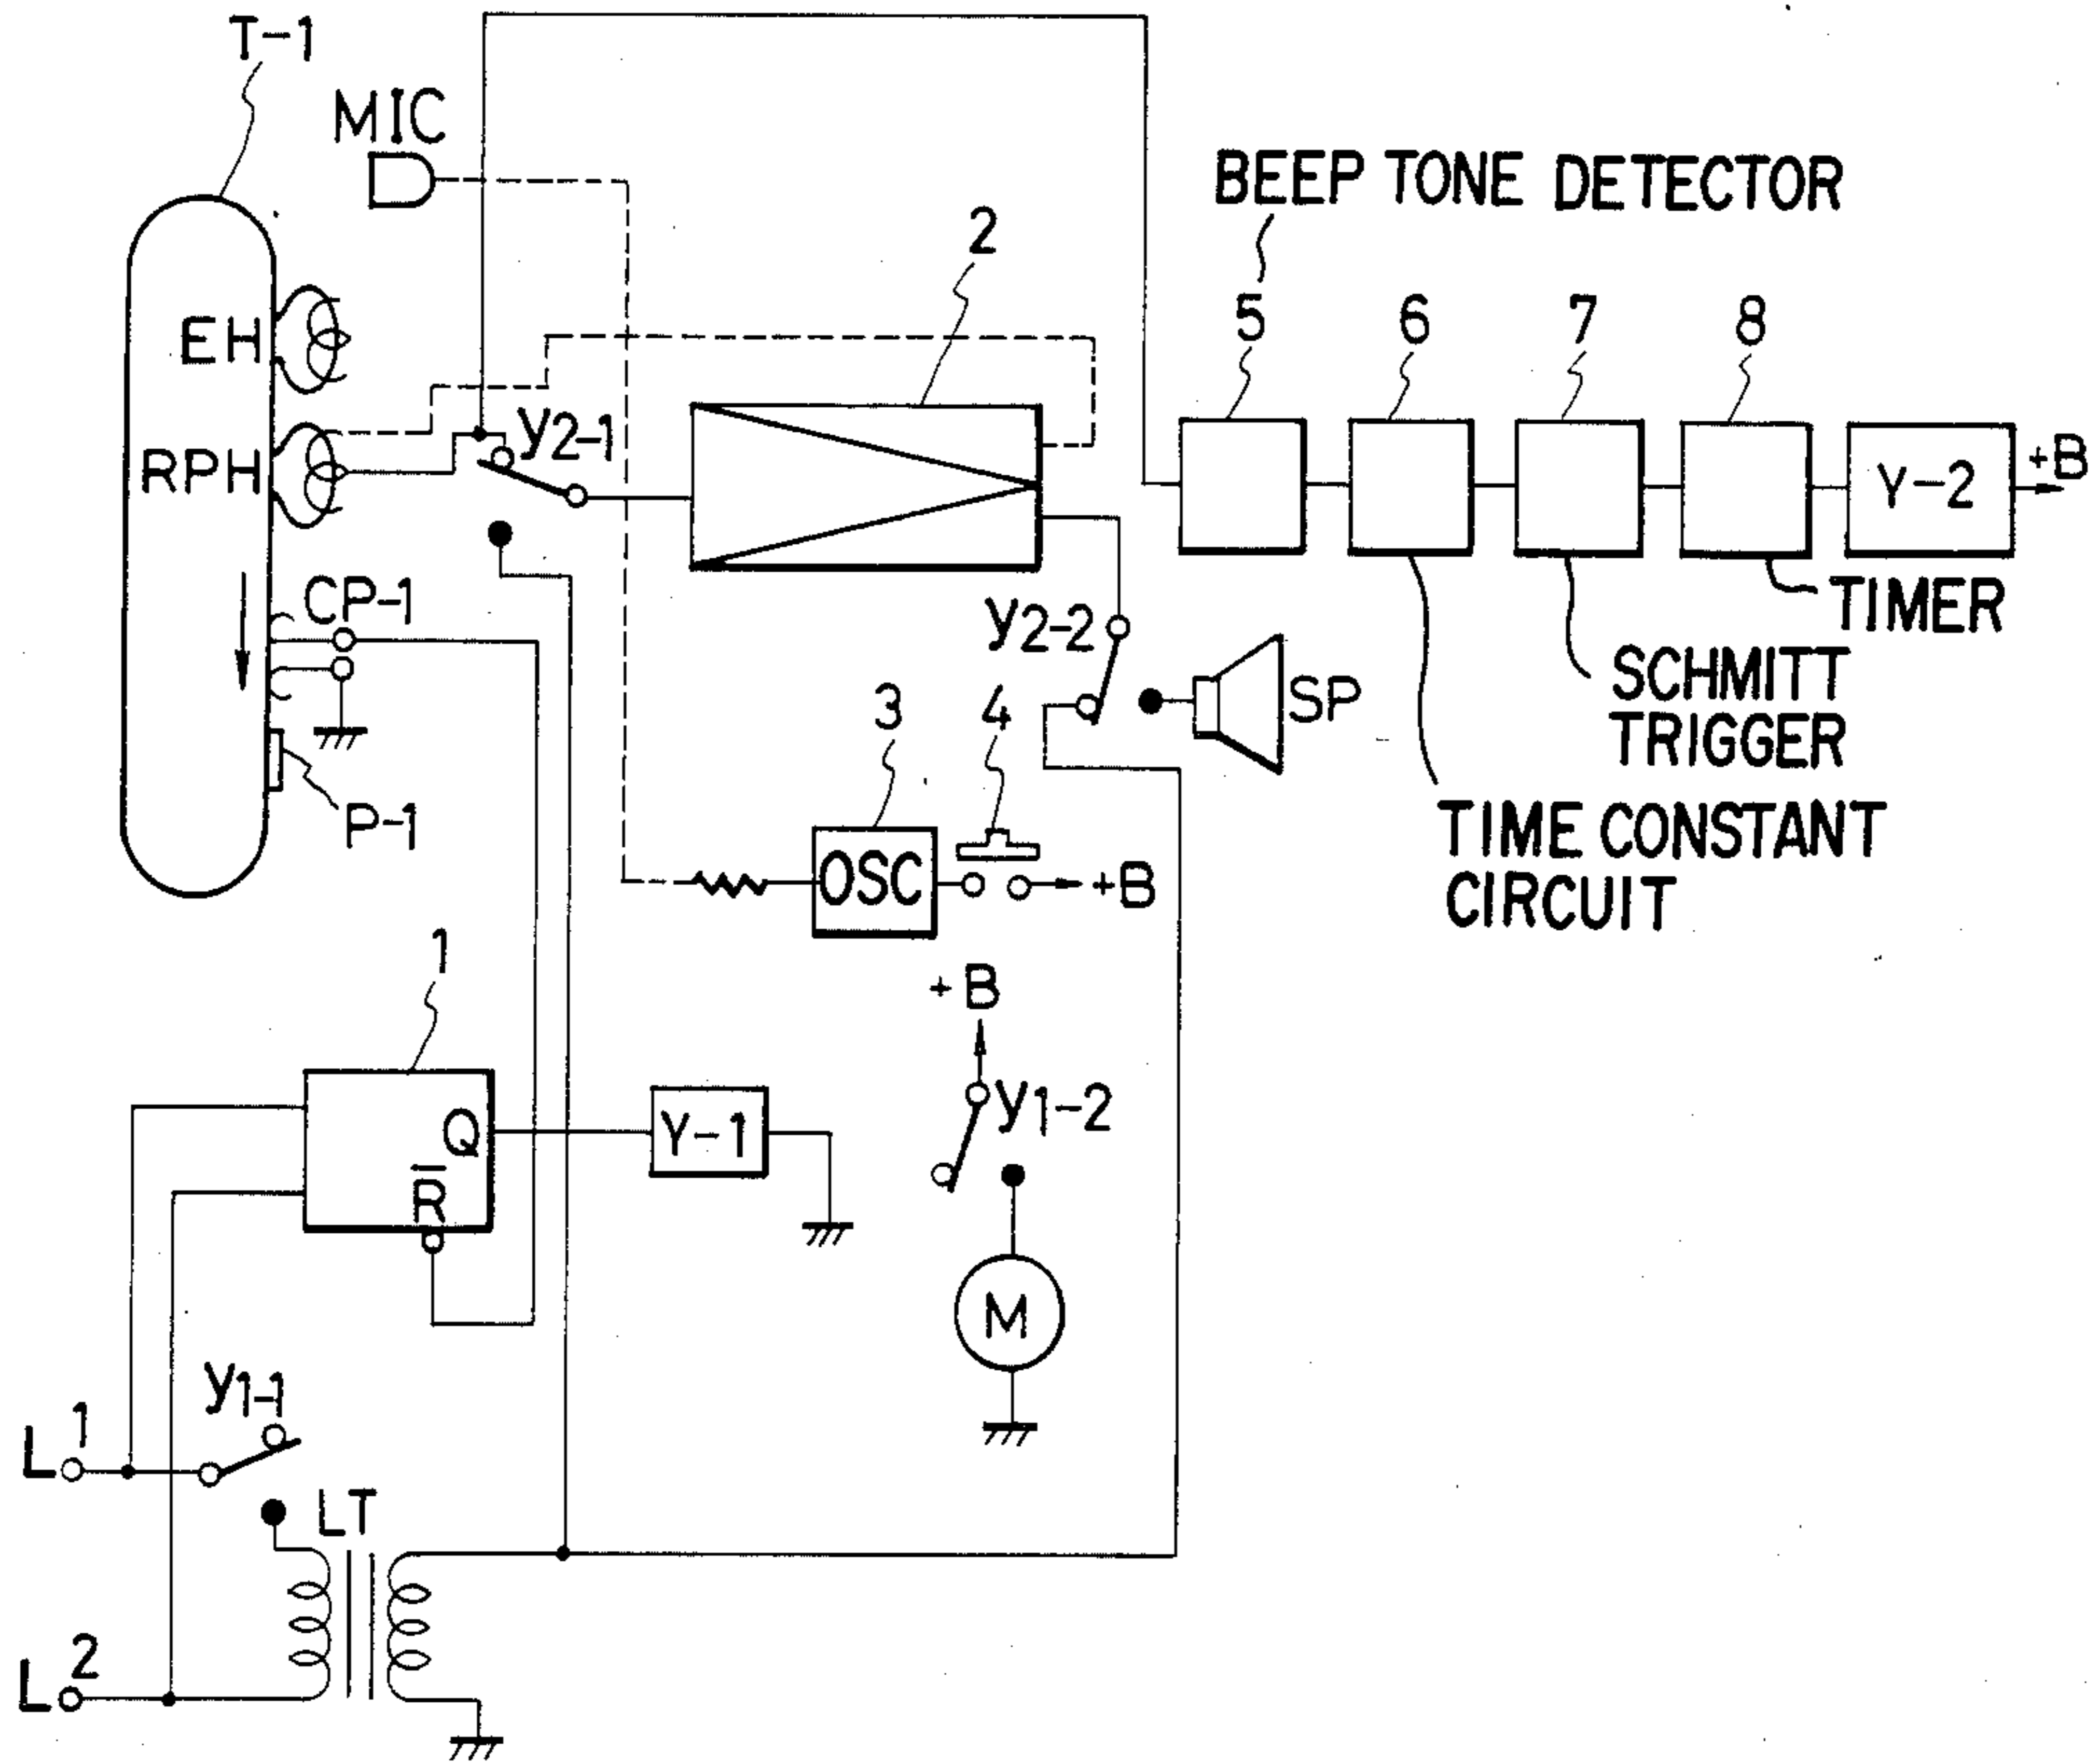 T-1
MIC
BEEP TONE DETECTOR
2
5
6
7
8
EH
y2-1
RPH
Y-2
+B
CP-1
y2-2
TIMER
SP
3
4
SCHMITT
TRIGGER
P-1
OSC
+B
TIME CONSTANT
CIRCUIT
1
+B
Q
Y-1
y1-2
R̅
M
y1-1
L1
LT
L2